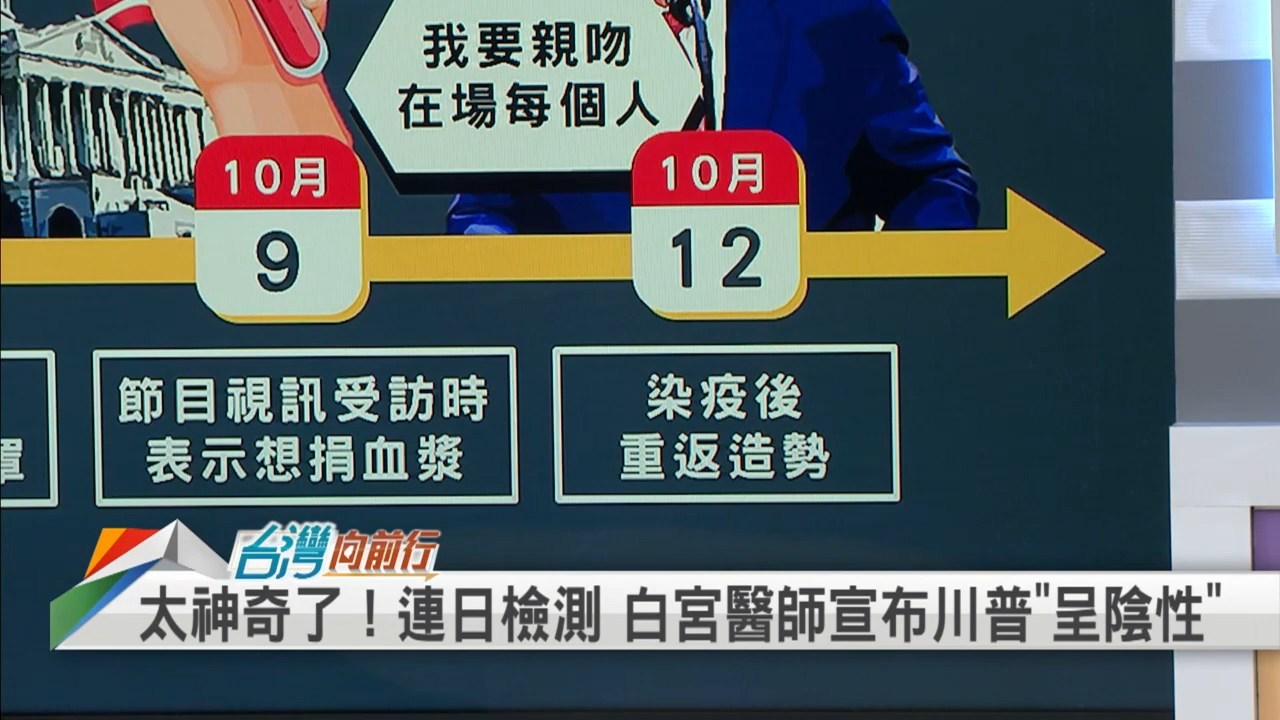 我要親吻
在場每個人
10月
9
10月
12
罩
節目視訊受訪時
表示想捐血漿
染疫後
重返造勢
台灣向前行
太神奇了！連日檢測 白宮醫師宣布川普"呈陰性"